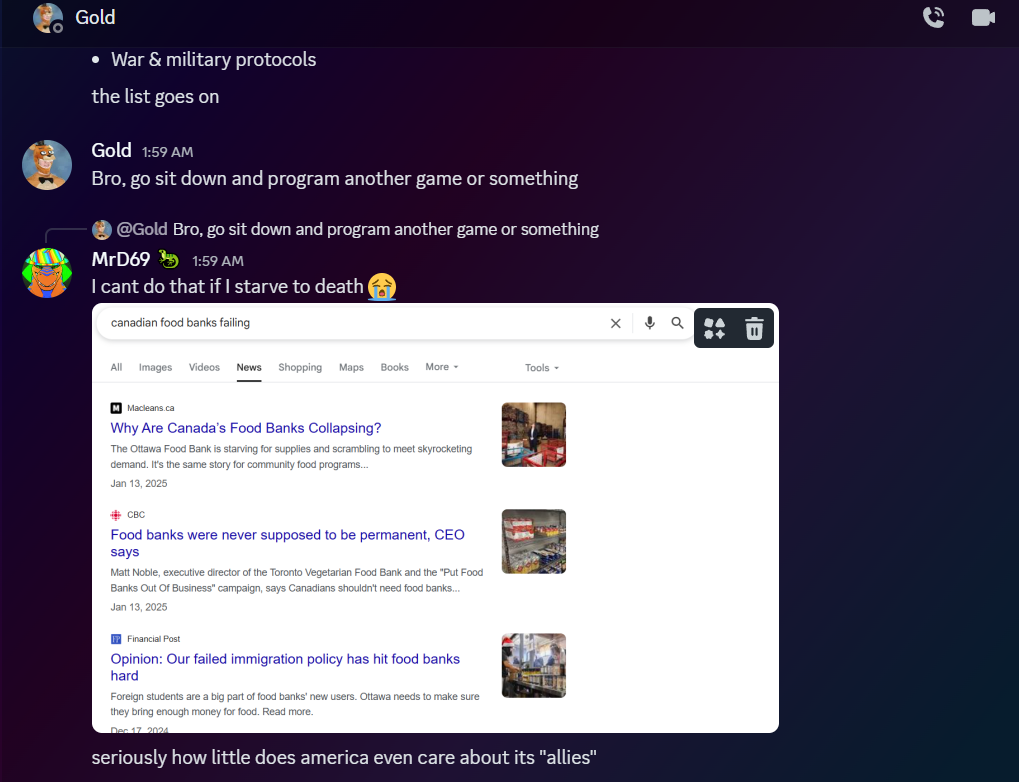 Gold
War & military protocols
the list goes on
Gold 1:59 AM
Bro, go sit down and program another game or something
@Gold Bro, go sit down and program another game or something
MrD69 1:59 AM
I cant do that if I starve to death
canadian food banks failing
All Images Videos News Shopping Maps Books More Tools
M Macleans.ca
Why Are Canada's Food Banks Collapsing?
The Ottawa Food Bank is starving for supplies and scrambling to meet skyrocketing
demand. It's the same story for community food programs...
Jan 13, 2025
CBC
Food banks were never supposed to be permanent, CEO
says
Matt Noble, executive director of the Toronto Vegetarian Food Bank and the "Put Food
Banks Out Of Business" campaign, says Canadians shouldn't need food banks...
Jan 13, 2025
Financial Post
Opinion: Our failed immigration policy has hit food banks
hard
Foreign students are a big part of food banks' new users. Ottawa needs to make sure
they bring enough money for food. Read more.
Dec 17, 2024
seriously how little does america even care about its "allies"